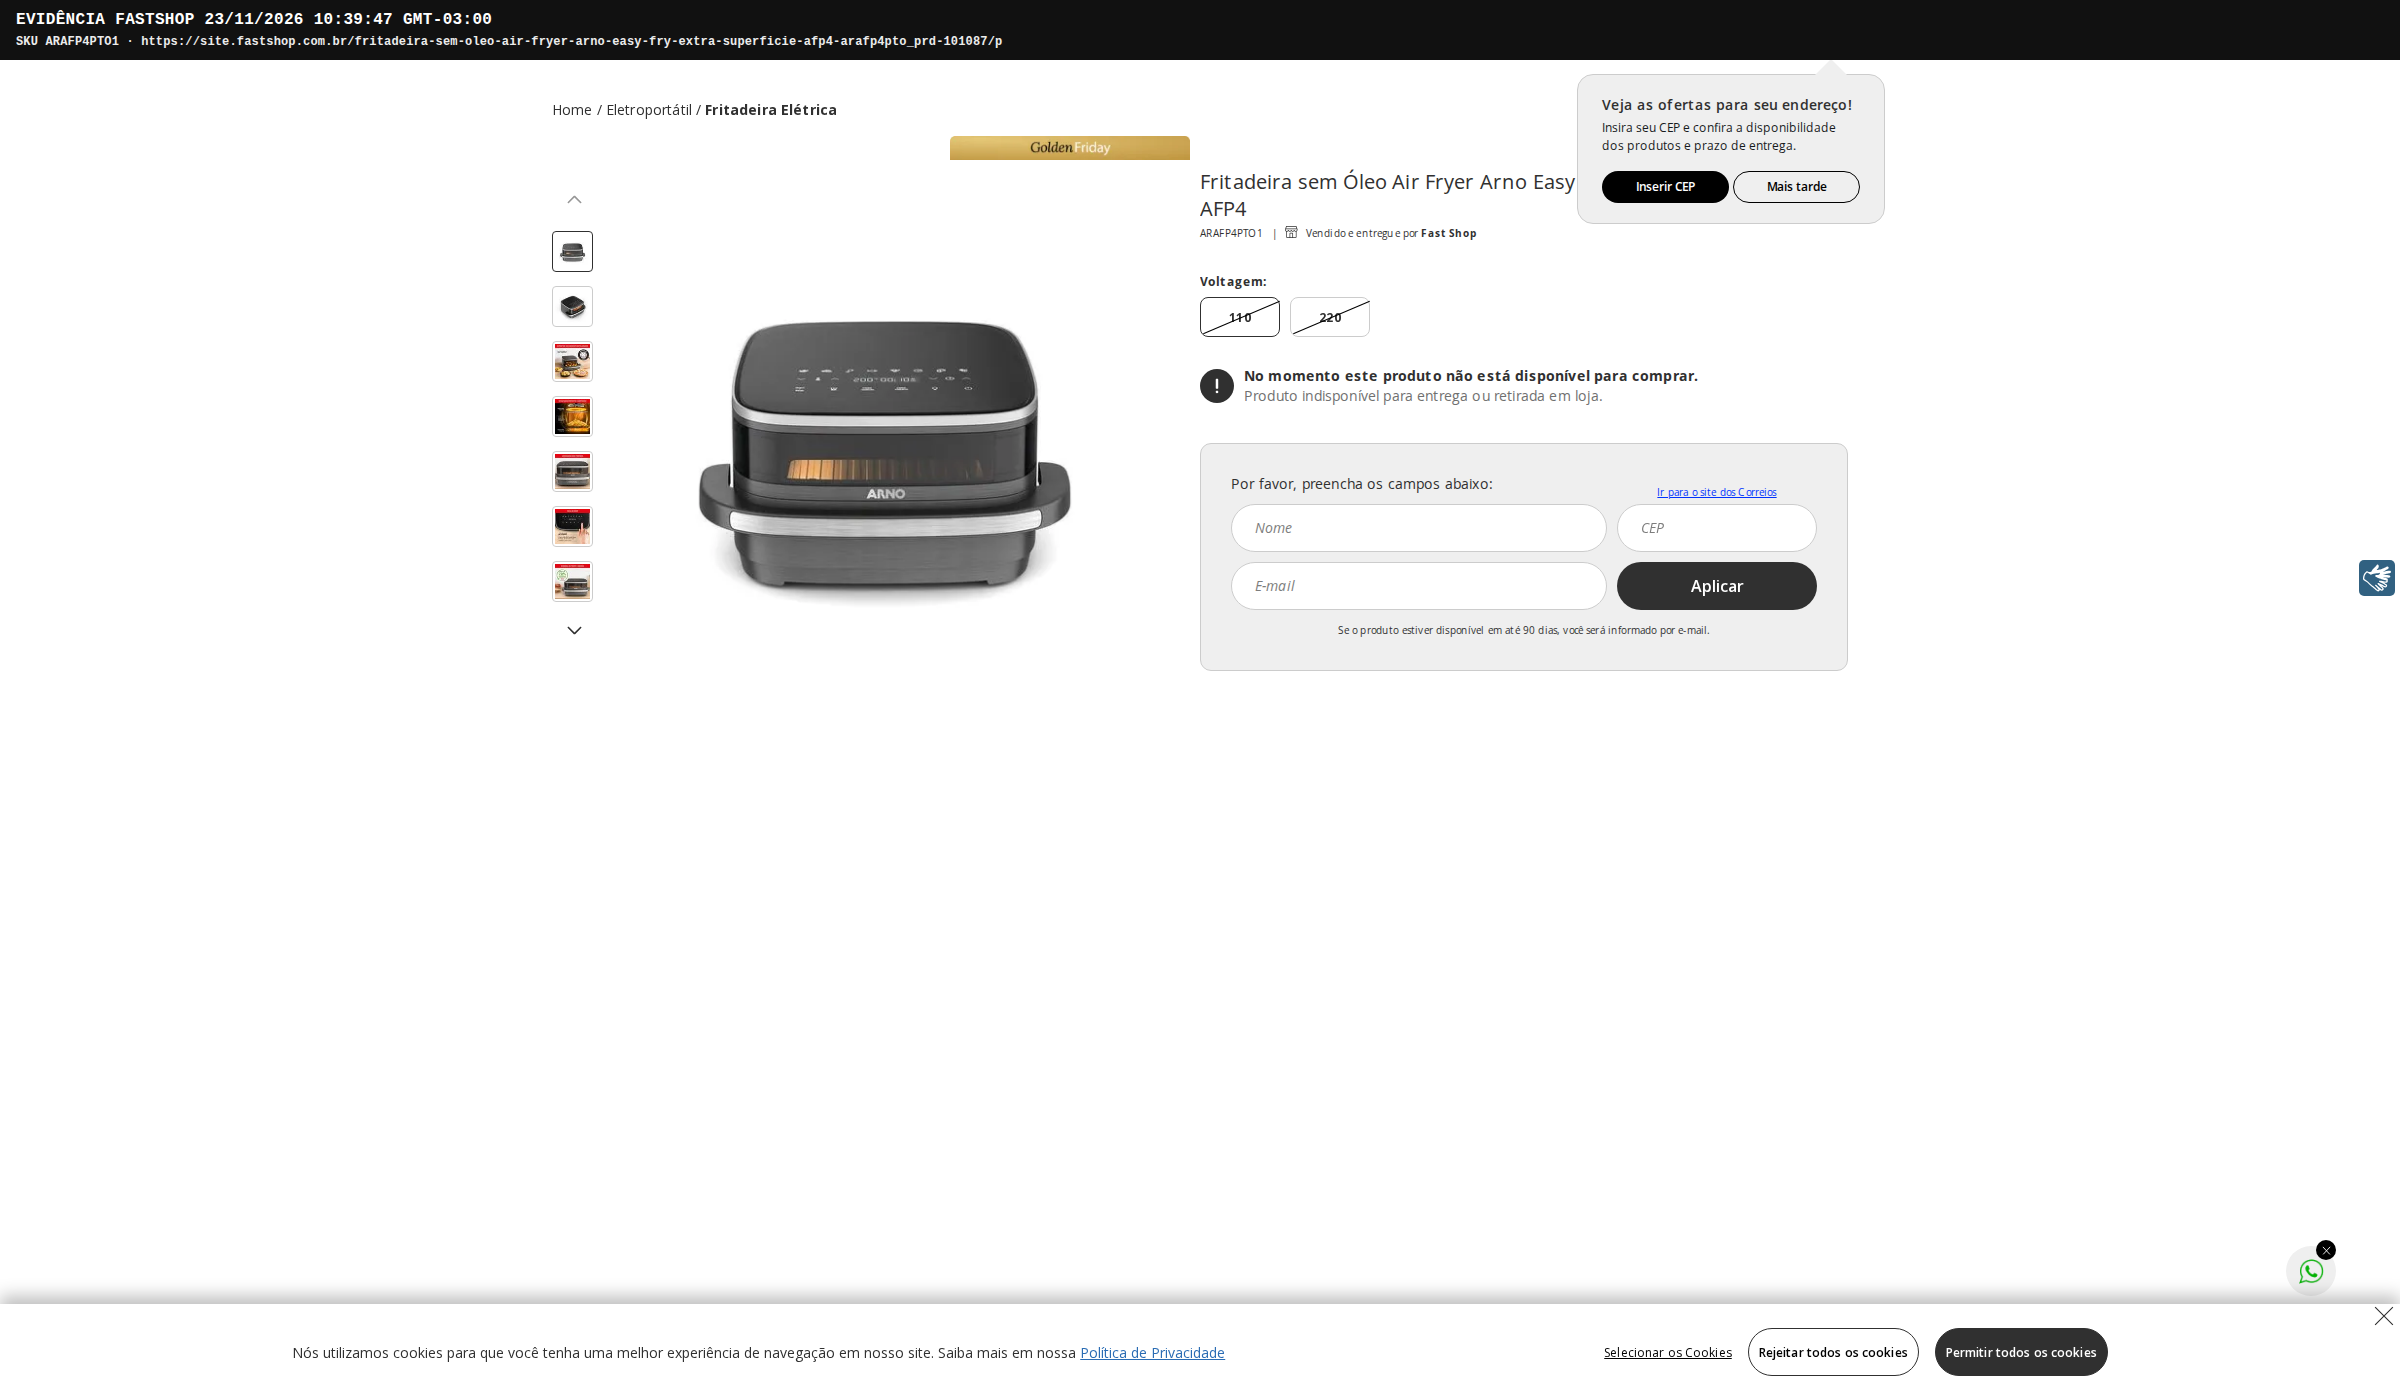 EVIDÊNCIA FASTSHOP 23/11/2026 10:39:47 GMT-03:00
SKU ARAFP4PTO1 · https://site.fastshop.com.br/fritadeira-sem-oleo-air-fryer-arno-easy-fry-extra-superficie-afp4-arafp4pto_prd-101087/p
Veja as ofertas para seu endereço!
Insira seu CEP e confira a disponibilidade
dos produtos e prazo de entrega.
Inserir CEP
Mais tarde
Home / Eletroportátil / Fritadeira Elétrica
Golden Friday
Fritadeira sem Óleo Air Fryer Arno Easy
AFP4
ARAFP4PTO1 | Vendido e entregue por Fast Shop
Voltagem:
110
220
No momento este produto não está disponível para comprar.
Produto indisponível para entrega ou retirada em loja.
ARNO
Por favor, preencha os campos abaixo:
Ir para o site dos Correios
Nome
CEP
E-mail
Aplicar
Se o produto estiver disponível em até 90 dias, você será informado por e-mail.
Nós utilizamos cookies para que você tenha uma melhor experiência de navegação em nosso site. Saiba mais em nossa Política de Privacidade
Selecionar os Cookies
Rejeitar todos os cookies
Permitir todos os cookies